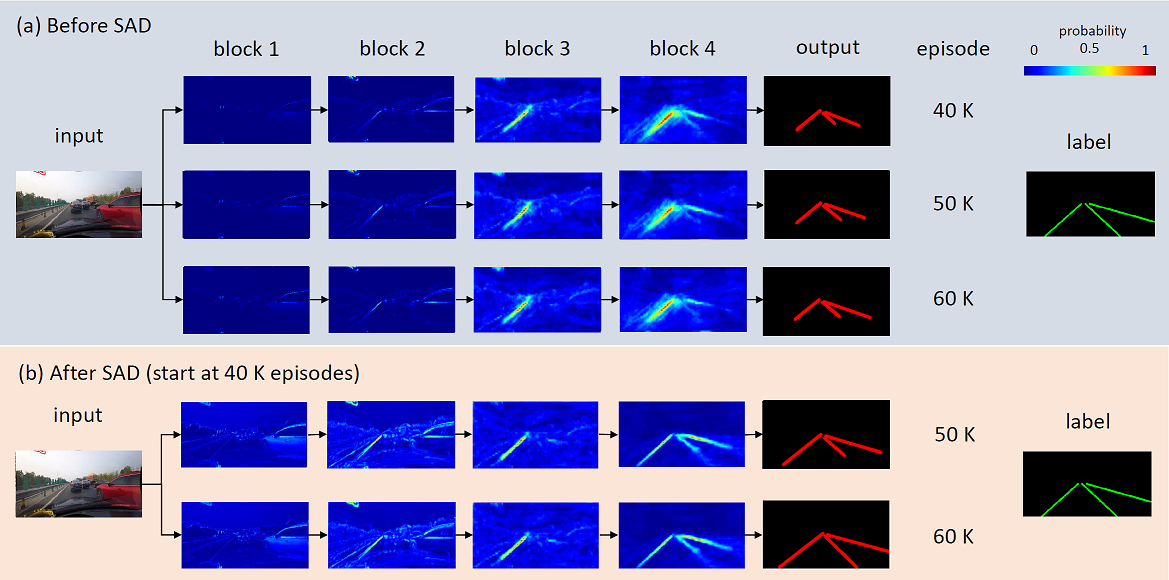 (a) Before SAD
block 1 block 2 block 3 block 4 output episode
probability
0 0.5 1
40 K
input
label
50 K
60 K
(b) After SAD (start at 40 K episodes)
input
label
50 K
60 K